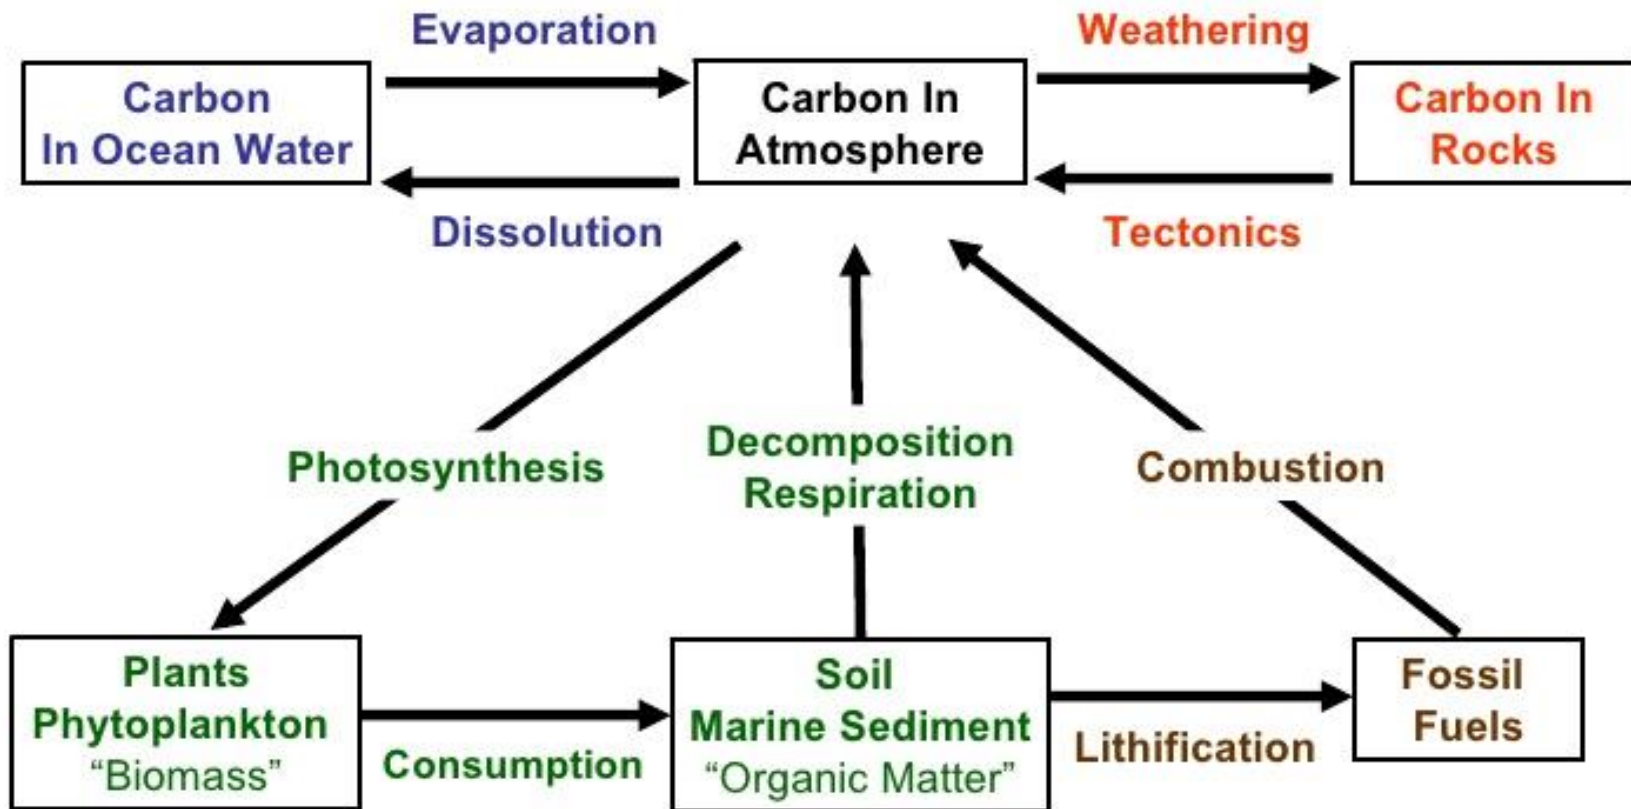 Evaporation
Weathering
Carbon
In Ocean Water
Carbon In
Atmosphere
Carbon In
Rocks
Dissolution
Tectonics
Photosynthesis
Decomposition
Respiration
Combustion
Plants
Phytoplankton
“Biomass”
Consumption
Soil
Marine Sediment
“Organic Matter”
Lithification
Fossil
Fuels